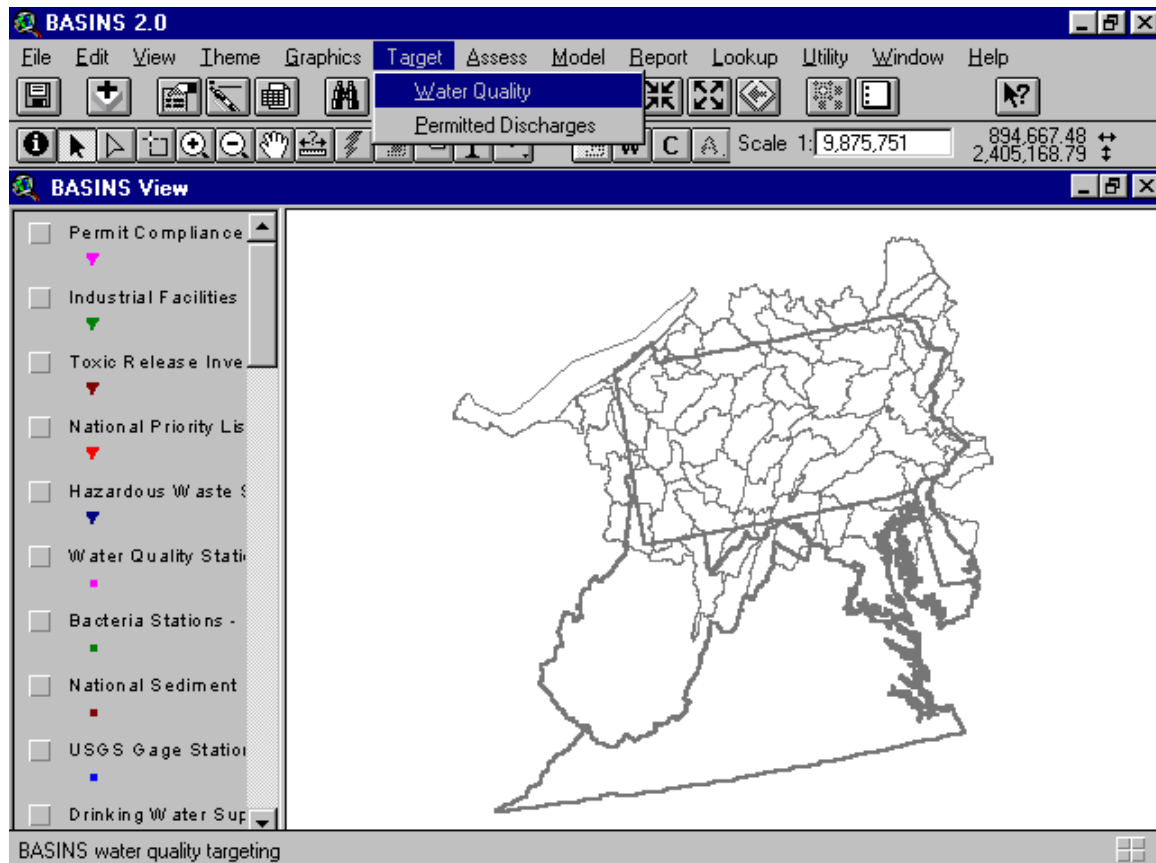 BASINS 2.0
File Edit View Theme Graphics Target Assess Model Report Lookup Utility Window Help
Water Quality
Permitted Discharges
W C A Scale 1: 9,875,751 894,667.48
2,405,168.79
BASINS View
Permit Compliance
Industrial Facilities
Toxic Release Inve
National Priority Lis
Hazardous Waste
Water Quality Stati
Bacteria Stations -
National Sediment
USGS Gage Station
Drinking Water Sup
BASINS water quality targeting